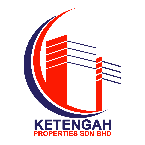 KETENGAH
PROPERTIES SDN BHD